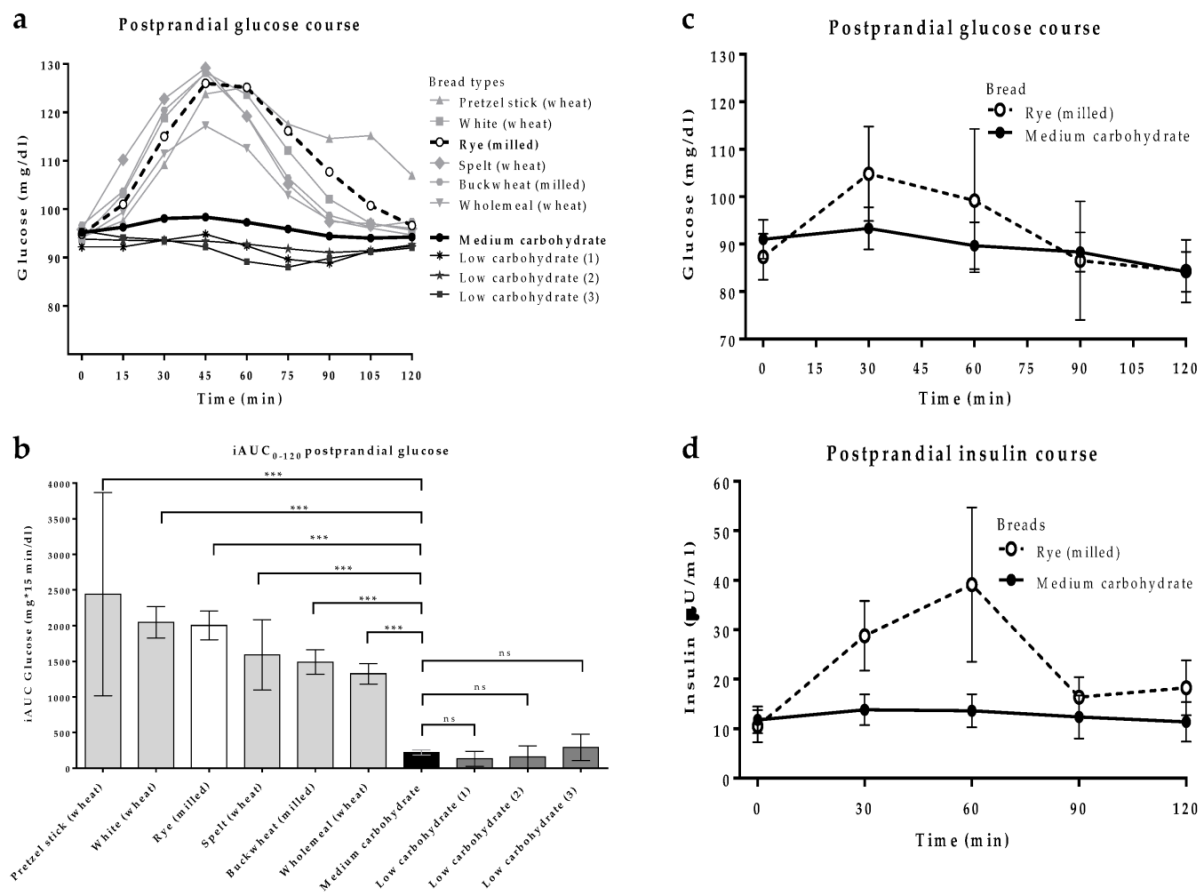 a
Postprandial glucose course
Glucose (mg/dl)
130
120
110
100
90
80
0 15 30 45 60 75 90 105 120
Time (min)
Bread types
Pretzel stick (wheat)
White (wheat)
Rye (milled)
Spelt (wheat)
Buckwheat (milled)
Wholemeal (wheat)
Medium carbohydrate
Low carbohydrate (1)
Low carbohydrate (2)
Low carbohydrate (3)
b
iAUC0-120 postprandial glucose
iAUC Glucose (mg*15 min/dl)
4000
3500
3000
2500
2000
1500
1000
500
0
***
***
***
***
***
***
ns
ns
ns
Pretzel stick (wheat)
White (wheat)
Rye (milled)
Spelt (wheat)
Buckwheat (milled)
Wholemeal (wheat)
Medium carbohydrate
Low carbohydrate (1)
Low carbohydrate (2)
Low carbohydrate (3)
c
Postprandial glucose course
Glucose (mg/dl)
130
120
110
100
90
80
70
0 15 30 45 60 75 90 105 120
Time (min)
Bread
Rye (milled)
Medium carbohydrate
d
Postprandial insulin course
Insulin (µU/ml)
60
50
40
30
20
10
0
0 30 60 90 120
Time (min)
Breads
Rye (milled)
Medium carbohydrate